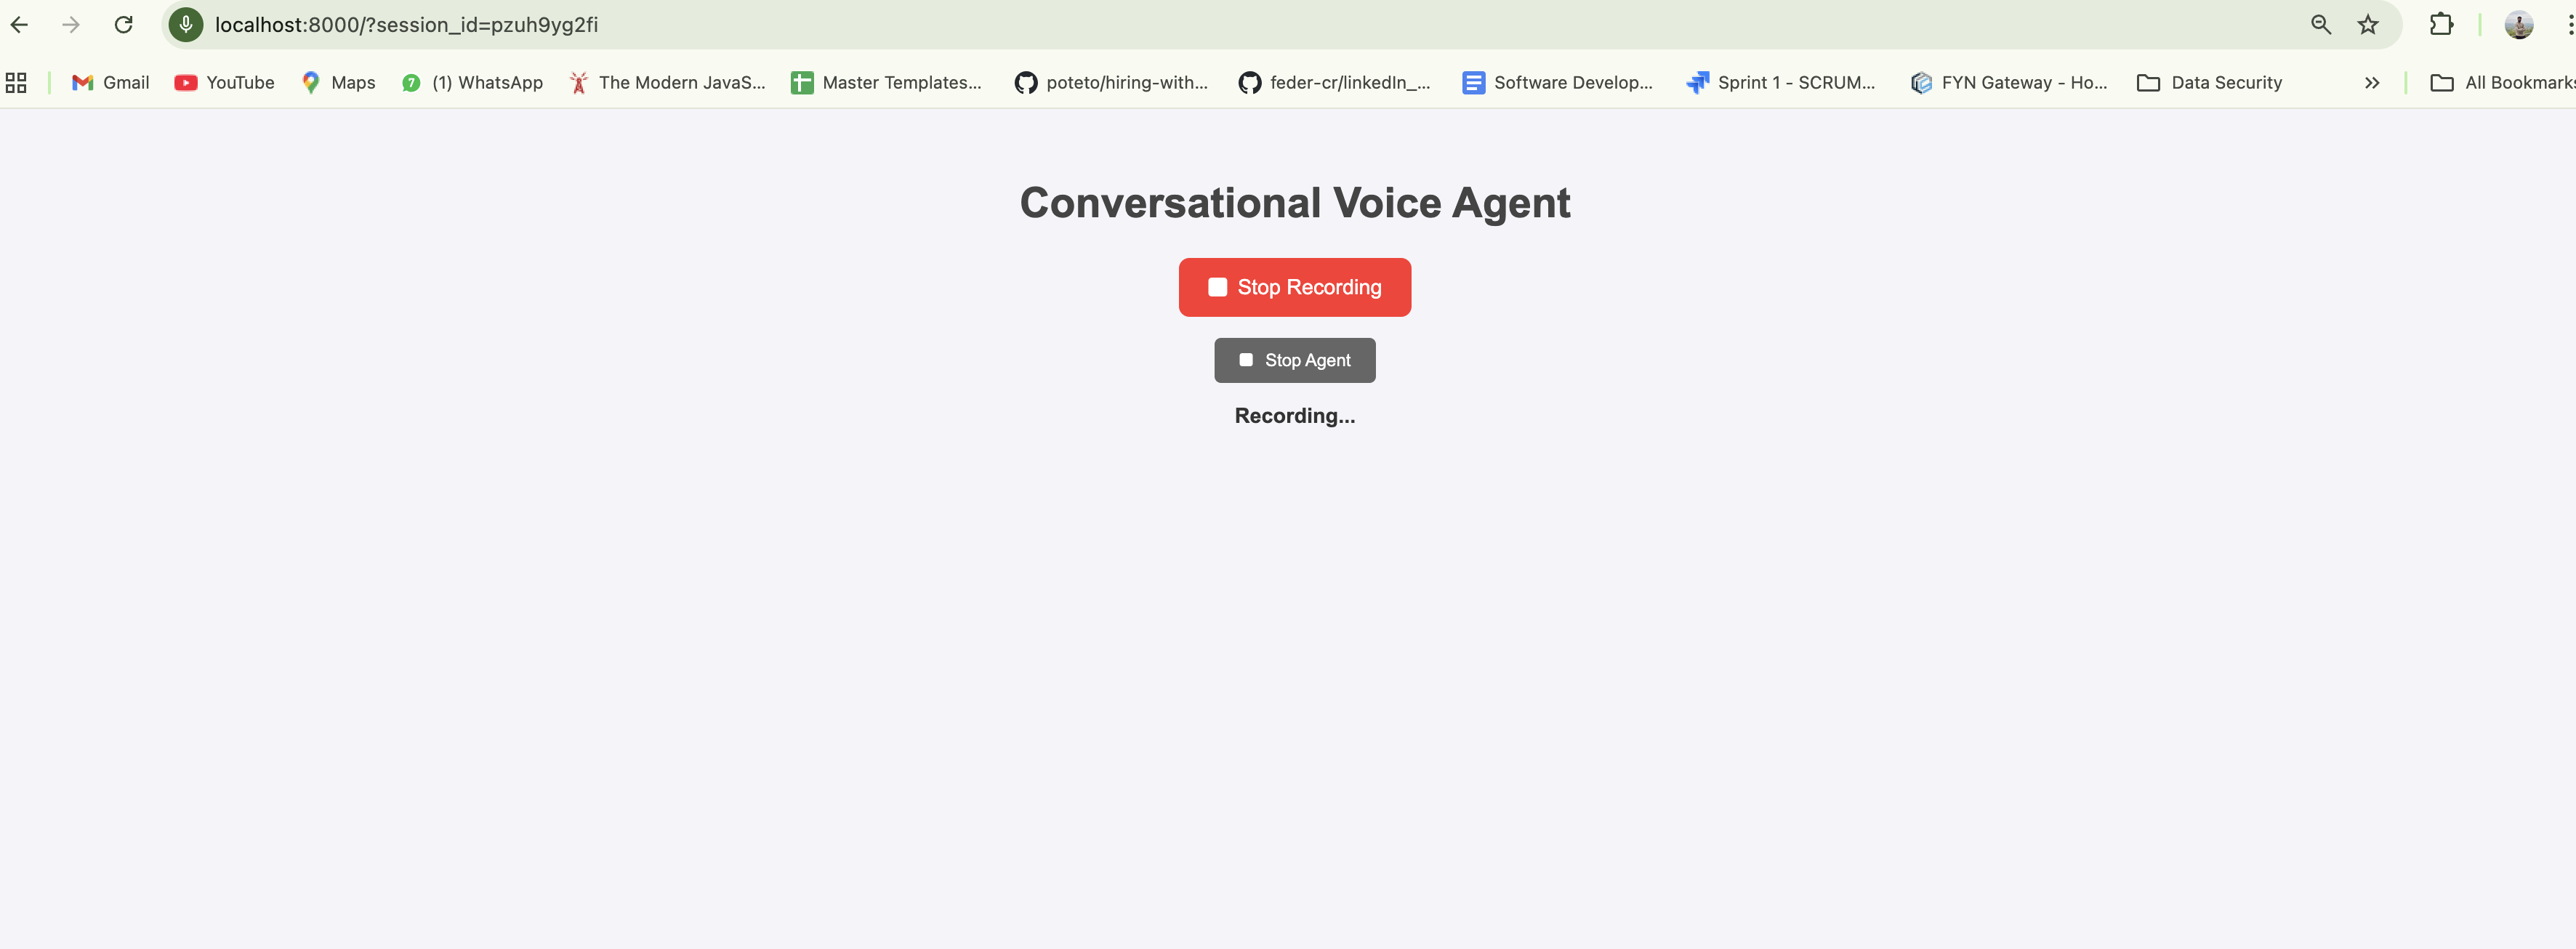 localhost:8000/?session_id=pzuh9yg2fi
Gmail YouTube Maps 7 (1) WhatsApp The Modern JavaS... Master Templates... poteto/hiring-with... feder-cr/linkedIn_... Software Develop... Sprint 1 - SCRUM... FYN Gateway - Ho... Data Security All Bookmarks
Conversational Voice Agent
Stop Recording
Stop Agent
Recording...